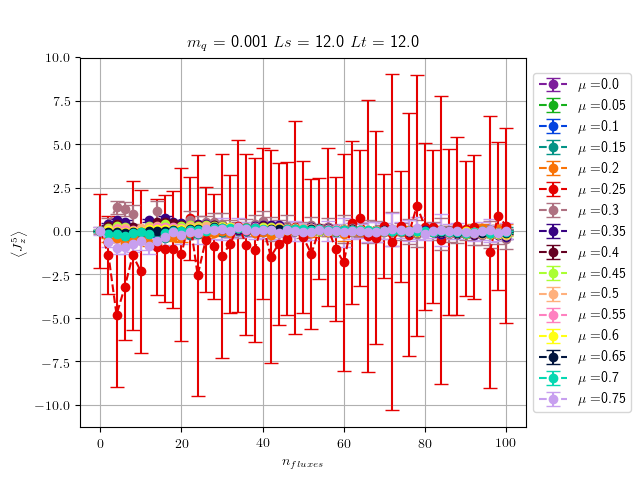 m_q = 0.001 Ls = 12.0 Lt = 12.0
10.0
7.5
5.0
2.5
0.0
−2.5
−5.0
−7.5
−10.0
⟨J_z^5⟩
0 20 40 60 80 100
n_{fluxes}
μ =0.0
μ =0.05
μ =0.1
μ =0.15
μ =0.2
μ =0.25
μ =0.3
μ =0.35
μ =0.4
μ =0.45
μ =0.5
μ =0.55
μ =0.6
μ =0.65
μ =0.7
μ =0.75